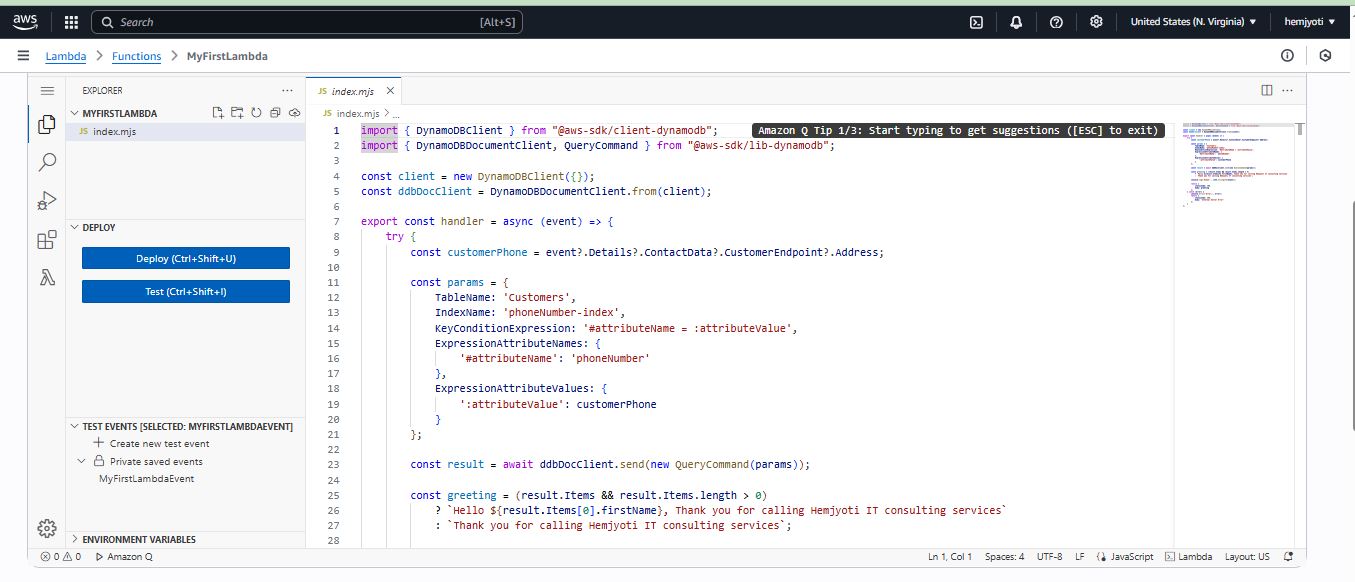 aws
Search [Alt+S]
United States (N. Virginia) ▼ hemjyoti ▼
Lambda > Functions > MyFirstLambda
EXPLORER ...
MYFIRSTLAMBDA
JS index.mjs
DEPLOY
Deploy (Ctrl+Shift+U)
Test (Ctrl+Shift+I)
TEST EVENTS [SELECTED: MYFIRSTLAMBDAEVENT]
+ Create new test event
Private saved events
MyFirstLambdaEvent
ENVIRONMENT VARIABLES
JS index.mjs ×
JS index.mjs > ...
Amazon Q Tip 1/3: Start typing to get suggestions ([ESC] to exit)
1 import { DynamoDBClient } from "@aws-sdk/client-dynamodb";
2 import { DynamoDBDocumentClient, QueryCommand } from "@aws-sdk/lib-dynamodb";
3
4 const client = new DynamoDBClient({});
5 const ddbDocClient = DynamoDBDocumentClient.from(client);
6
7 export const handler = async (event) => {
8 try {
9 const customerPhone = event?.Details?.ContactData?.CustomerEndpoint?.Address;
10
11 const params = {
12 TableName: 'Customers',
13 IndexName: 'phoneNumber-index',
14 KeyConditionExpression: '#attributeName = :attributeValue',
15 ExpressionAttributeNames: {
16 '#attributeName': 'phoneNumber'
17 },
18 ExpressionAttributeValues: {
19 ':attributeValue': customerPhone
20 }
21 };
22
23 const result = await ddbDocClient.send(new QueryCommand(params));
24
25 const greeting = (result.Items && result.Items.length > 0)
26 ? `Hello ${result.Items[0].firstName}, Thank you for calling Hemjyoti IT consulting services`
27 : `Thank you for calling Hemjyoti IT consulting services`;
28
0 0 Amazon Q
Ln 1, Col 1 Spaces: 4 UTF-8 LF {} JavaScript Lambda Layout: US